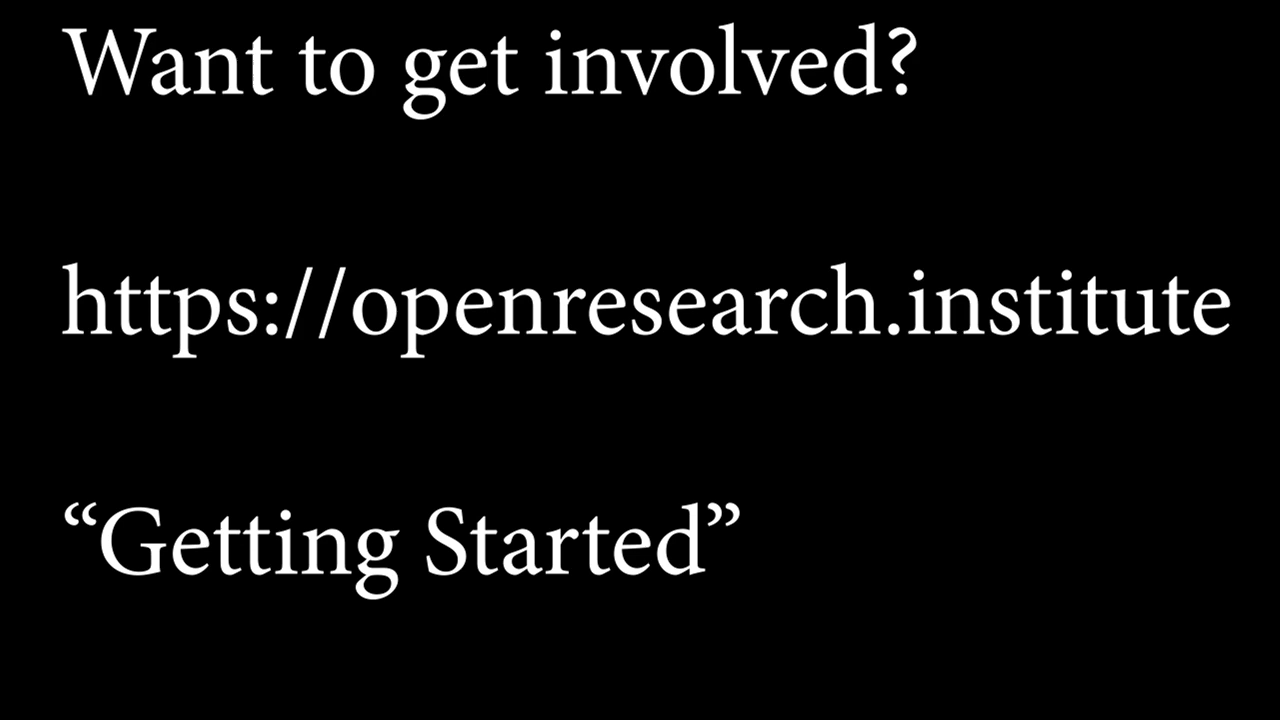 Want to get involved?
https://openresearch.institute
“Getting Started”